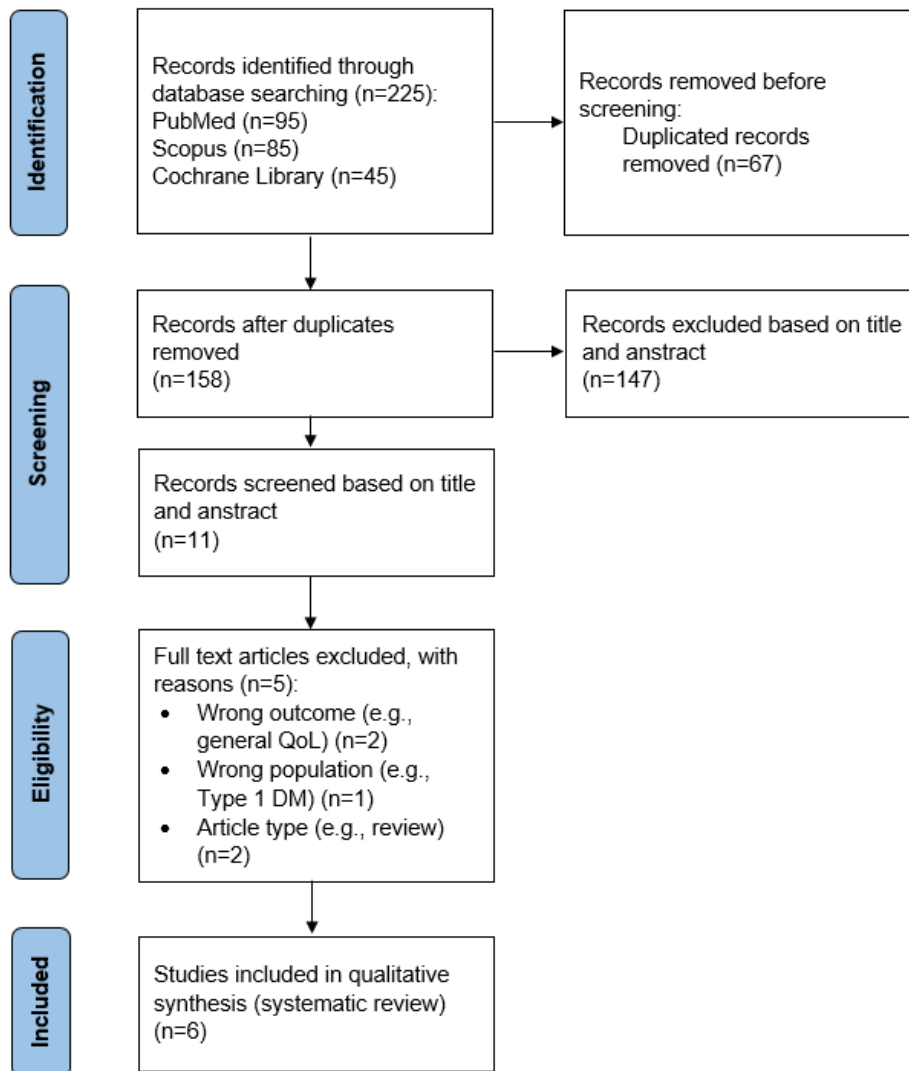 Identification
Records identified through
database searching (n=225):
PubMed (n=95)
Scopus (n=85)
Cochrane Library (n=45)
Records removed before
screening:
Duplicated records
removed (n=67)
Screening
Records after duplicates
removed
(n=158)
Records excluded based on title
and anstract
(n=147)
Records screened based on title
and anstract
(n=11)
Eligibility
Full text articles excluded, with
reasons (n=5):
• Wrong outcome (e.g.,
general QoL) (n=2)
• Wrong population (e.g.,
Type 1 DM) (n=1)
• Article type (e.g., review)
(n=2)
Included
Studies included in qualitative
synthesis (systematic review)
(n=6)